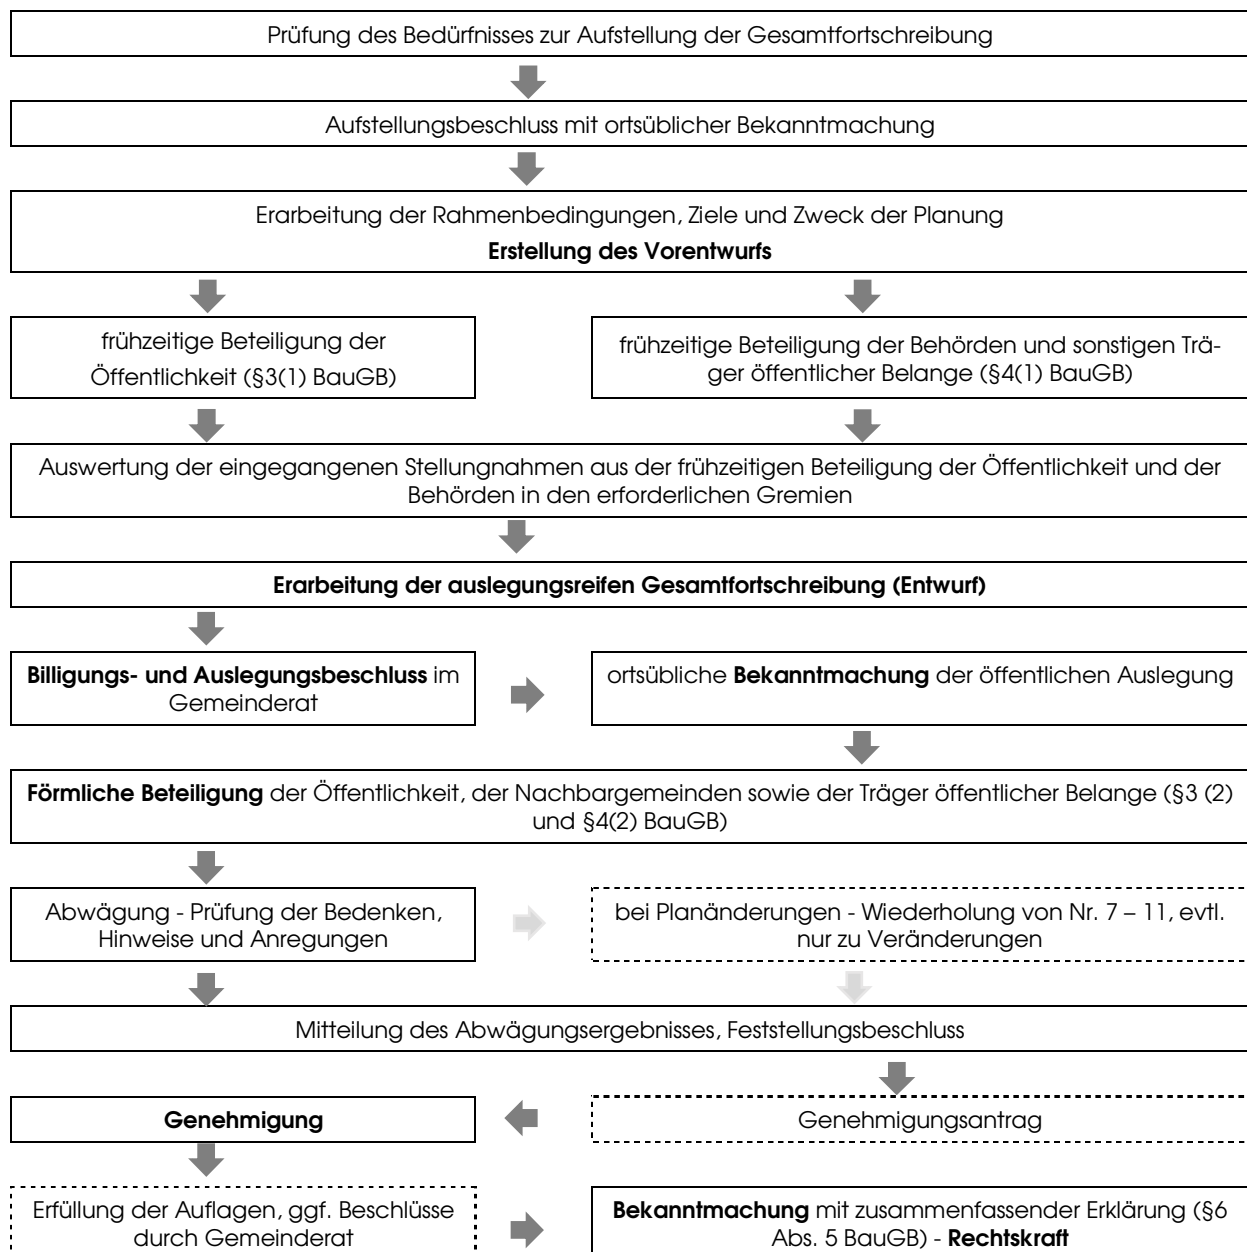 Prüfung des Bedürfnisses zur Aufstellung der Gesamtfortschreibung
Aufstellungsbeschluss mit ortsüblicher Bekanntmachung
Erarbeitung der Rahmenbedingungen, Ziele und Zweck der Planung
Erstellung des Vorentwurfs
frühzeitige Beteiligung der
Öffentlichkeit (§3(1) BauGB)
frühzeitige Beteiligung der Behörden und sonstigen Trä-
ger öffentlicher Belange (§4(1) BauGB)
Auswertung der eingegangenen Stellungnahmen aus der frühzeitigen Beteiligung der Öffentlichkeit und der
Behörden in den erforderlichen Gremien
Erarbeitung der auslegungsreifen Gesamtfortschreibung (Entwurf)
Billigungs- und Auslegungsbeschluss im
Gemeinderat
ortsübliche Bekanntmachung der öffentlichen Auslegung
Förmliche Beteiligung der Öffentlichkeit, der Nachbargemeinden sowie der Träger öffentlicher Belange (§3 (2)
und §4(2) BauGB)
Abwägung - Prüfung der Bedenken,
Hinweise und Anregungen
bei Planänderungen - Wiederholung von Nr. 7 – 11, evtl.
nur zu Veränderungen
Mitteilung des Abwägungsergebnisses, Feststellungsbeschluss
Genehmigung
Genehmigungsantrag
Erfüllung der Auflagen, ggf. Beschlüsse
durch Gemeinderat
Bekanntmachung mit zusammenfassender Erklärung (§6
Abs. 5 BauGB) - Rechtskraft